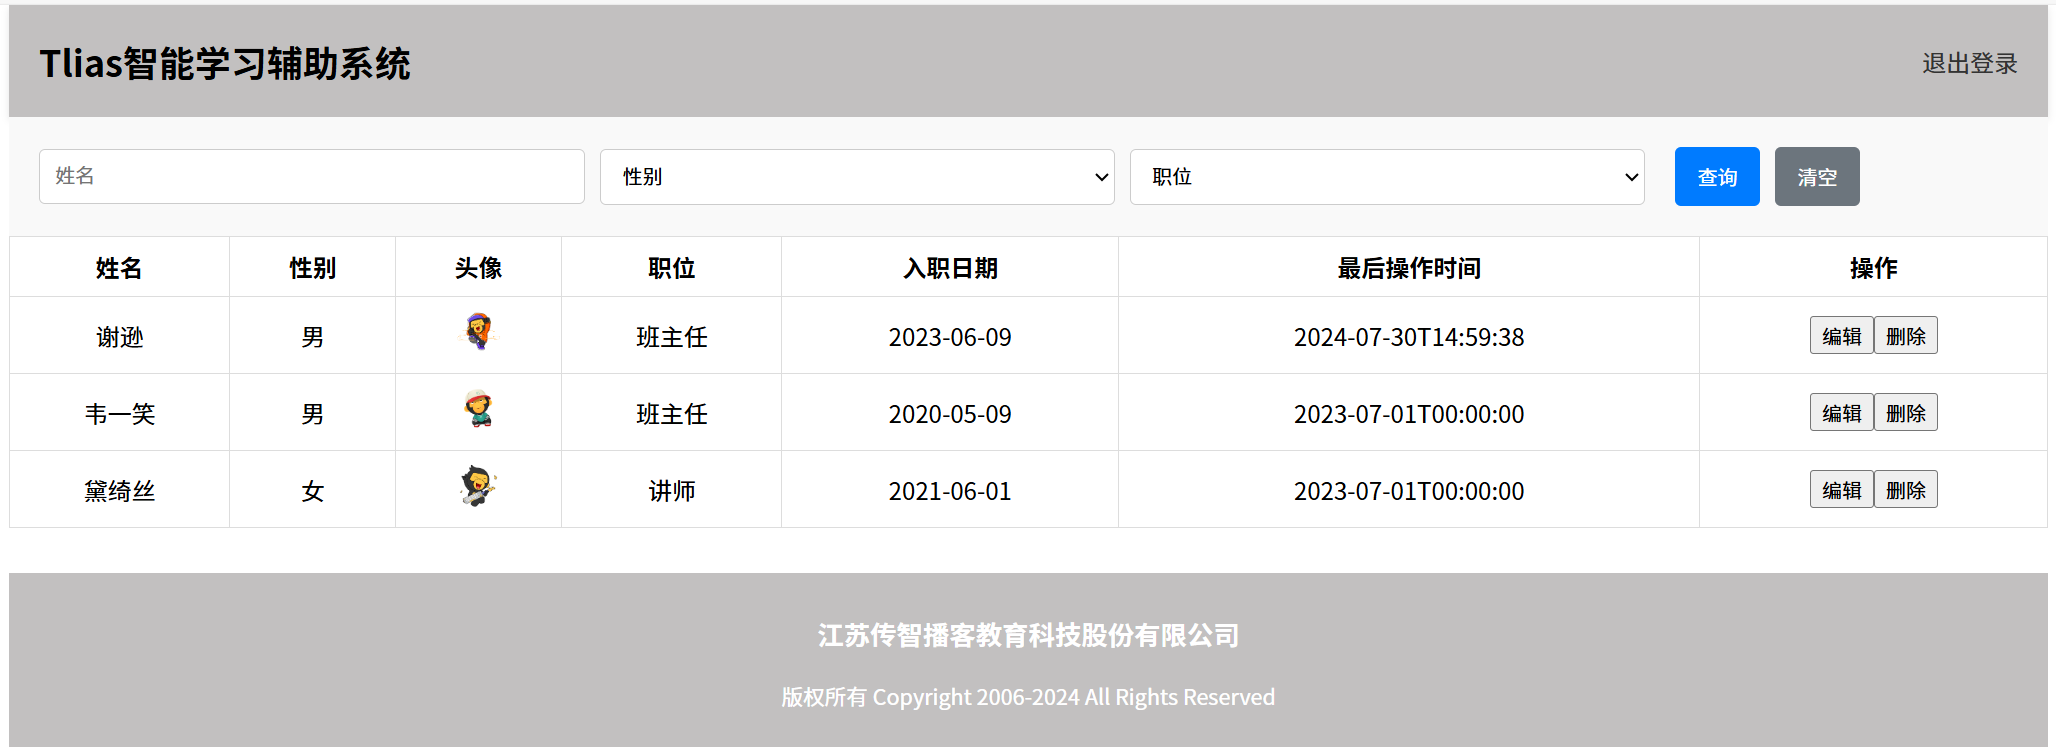 Tlias智能学习辅助系统 退出登录
姓名 性别 职位 查询 清空
姓名 性别 头像 职位 入职日期 最后操作时间 操作
谢逊 男 班主任 2023-06-09 2024-07-30T14:59:38 编辑 删除
韦一笑 男 班主任 2020-05-09 2023-07-01T00:00:00 编辑 删除
黛绮丝 女 讲师 2021-06-01 2023-07-01T00:00:00 编辑 删除
江苏传智播客教育科技股份有限公司
版权所有 Copyright 2006-2024 All Rights Reserved